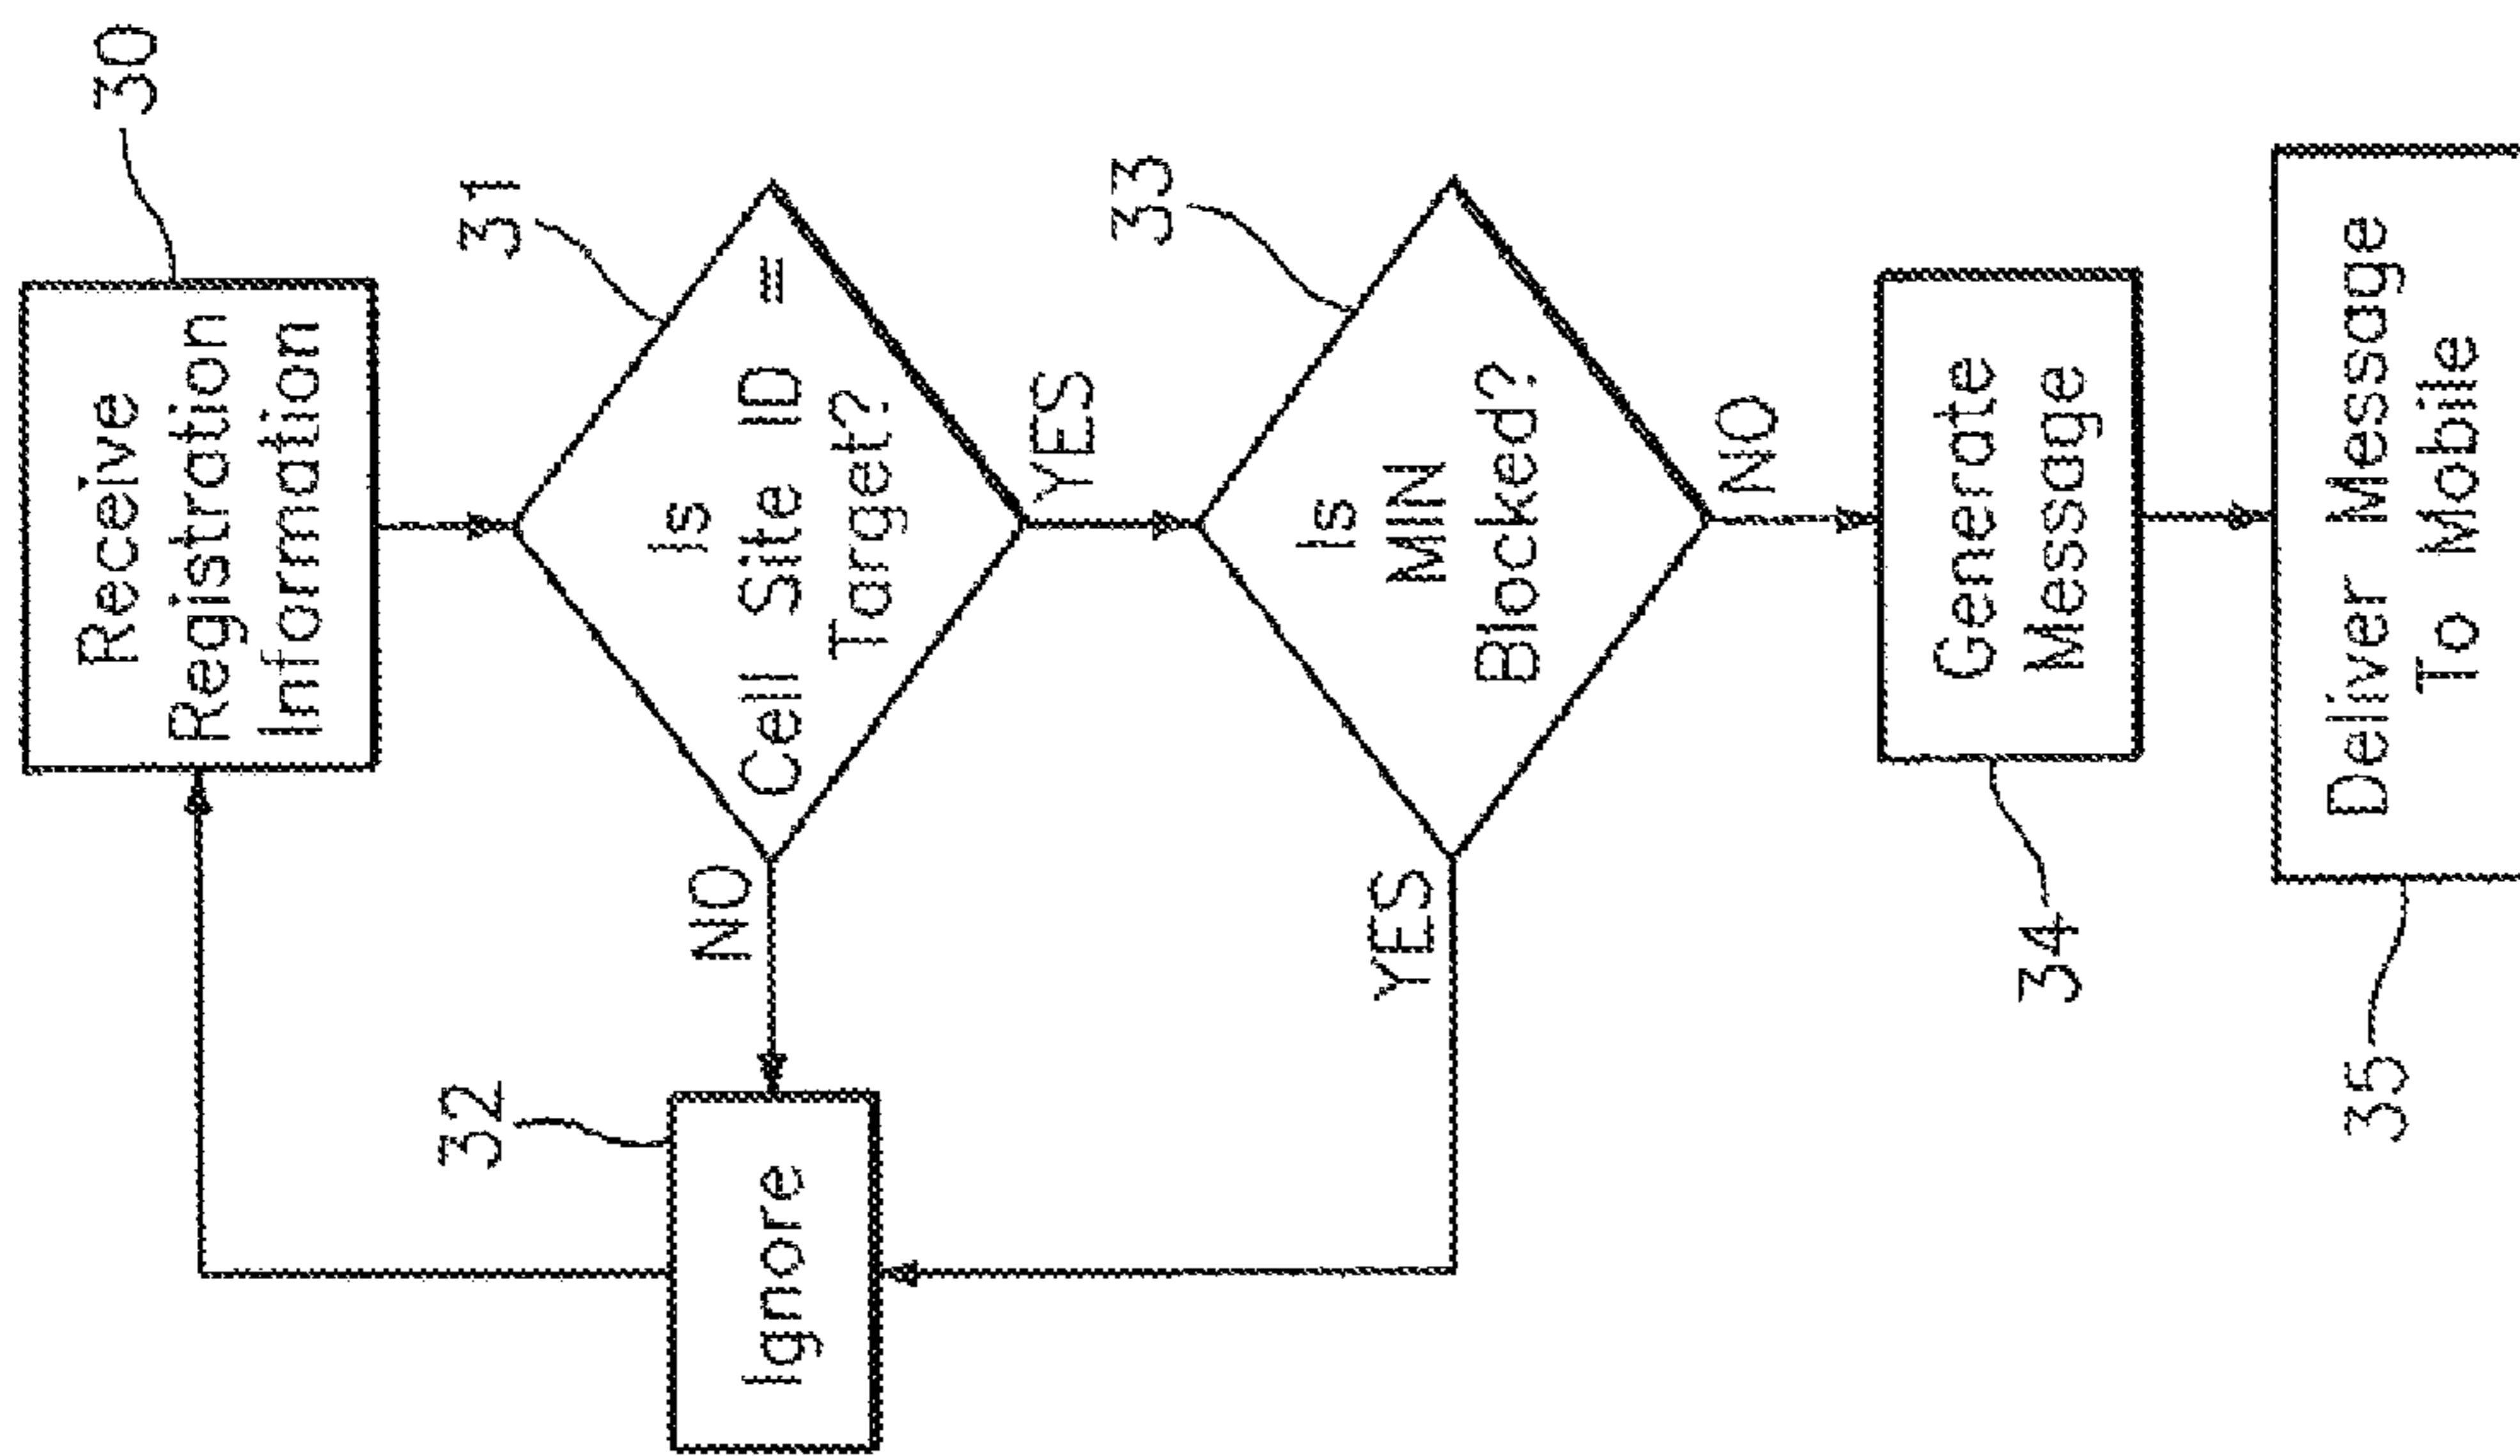 30
Receive
Registration
Information
31
Is
Cell Site ID =
Target?
NO
YES
32
Ignore
33
Is
MIN
Blocked?
YES
NO
Generate
Message
34
Deliver Message
To Mobile
35